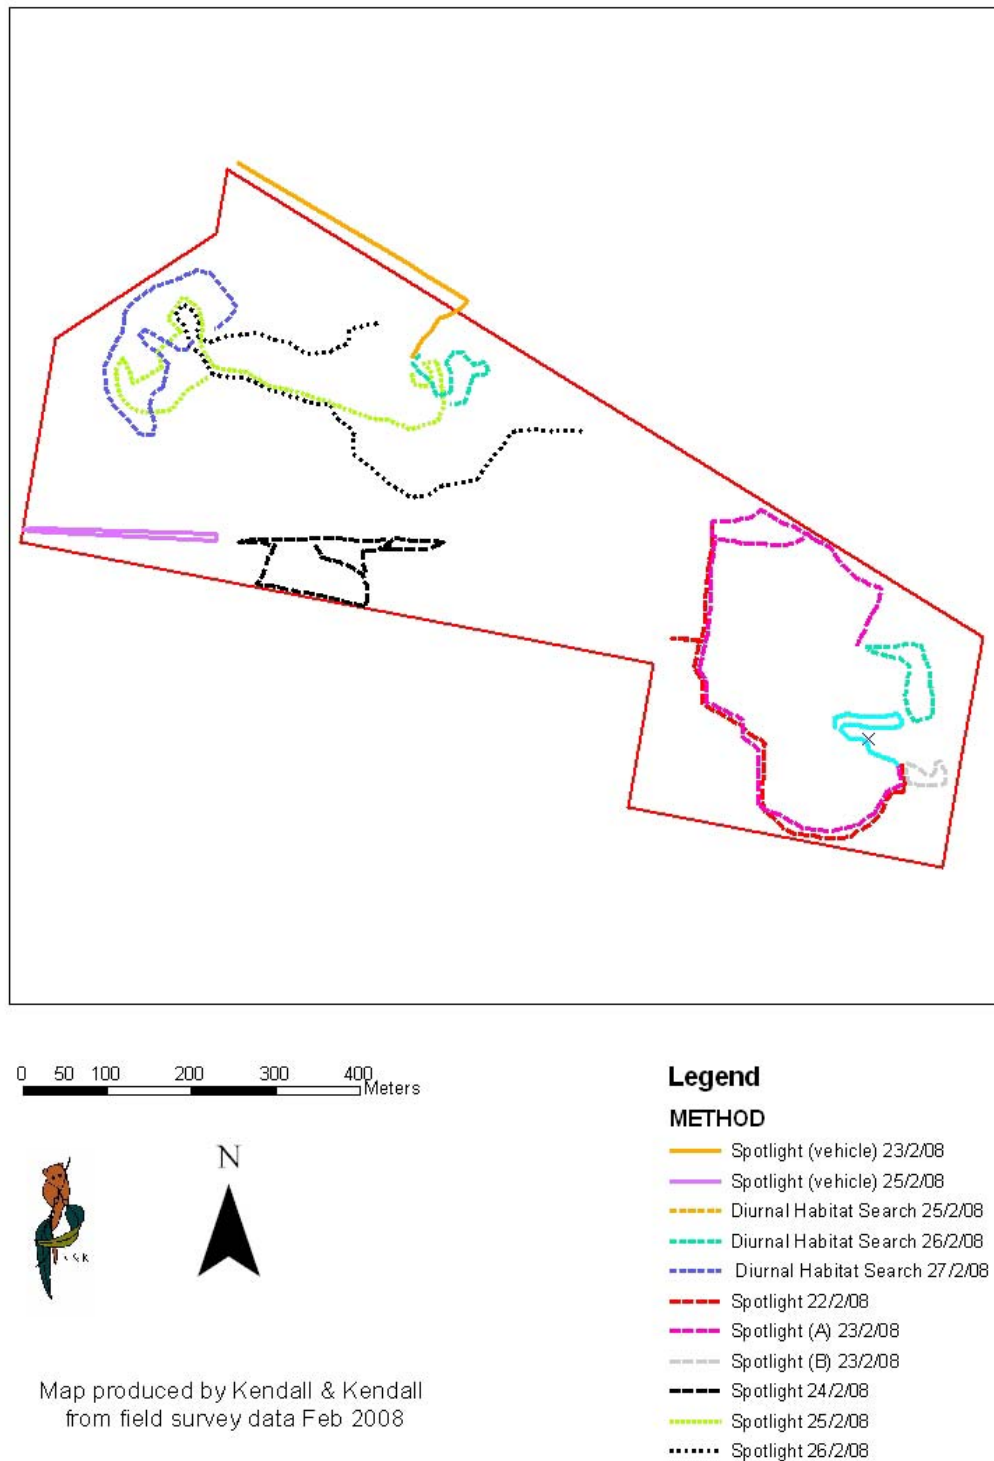 0 50 100 200 300 400
Meters
N
Map produced by Kendall & Kendall
from field survey data Feb 2008
Legend
METHOD
Spotlight (vehicle) 23/2/08
Spotlight (vehicle) 25/2/08
Diurnal Habitat Search 25/2/08
Diurnal Habitat Search 26/2/08
Diurnal Habitat Search 27/2/08
Spotlight 22/2/08
Spotlight (A) 23/2/08
Spotlight (B) 23/2/08
Spotlight 24/2/08
Spotlight 25/2/08
Spotlight 26/2/08